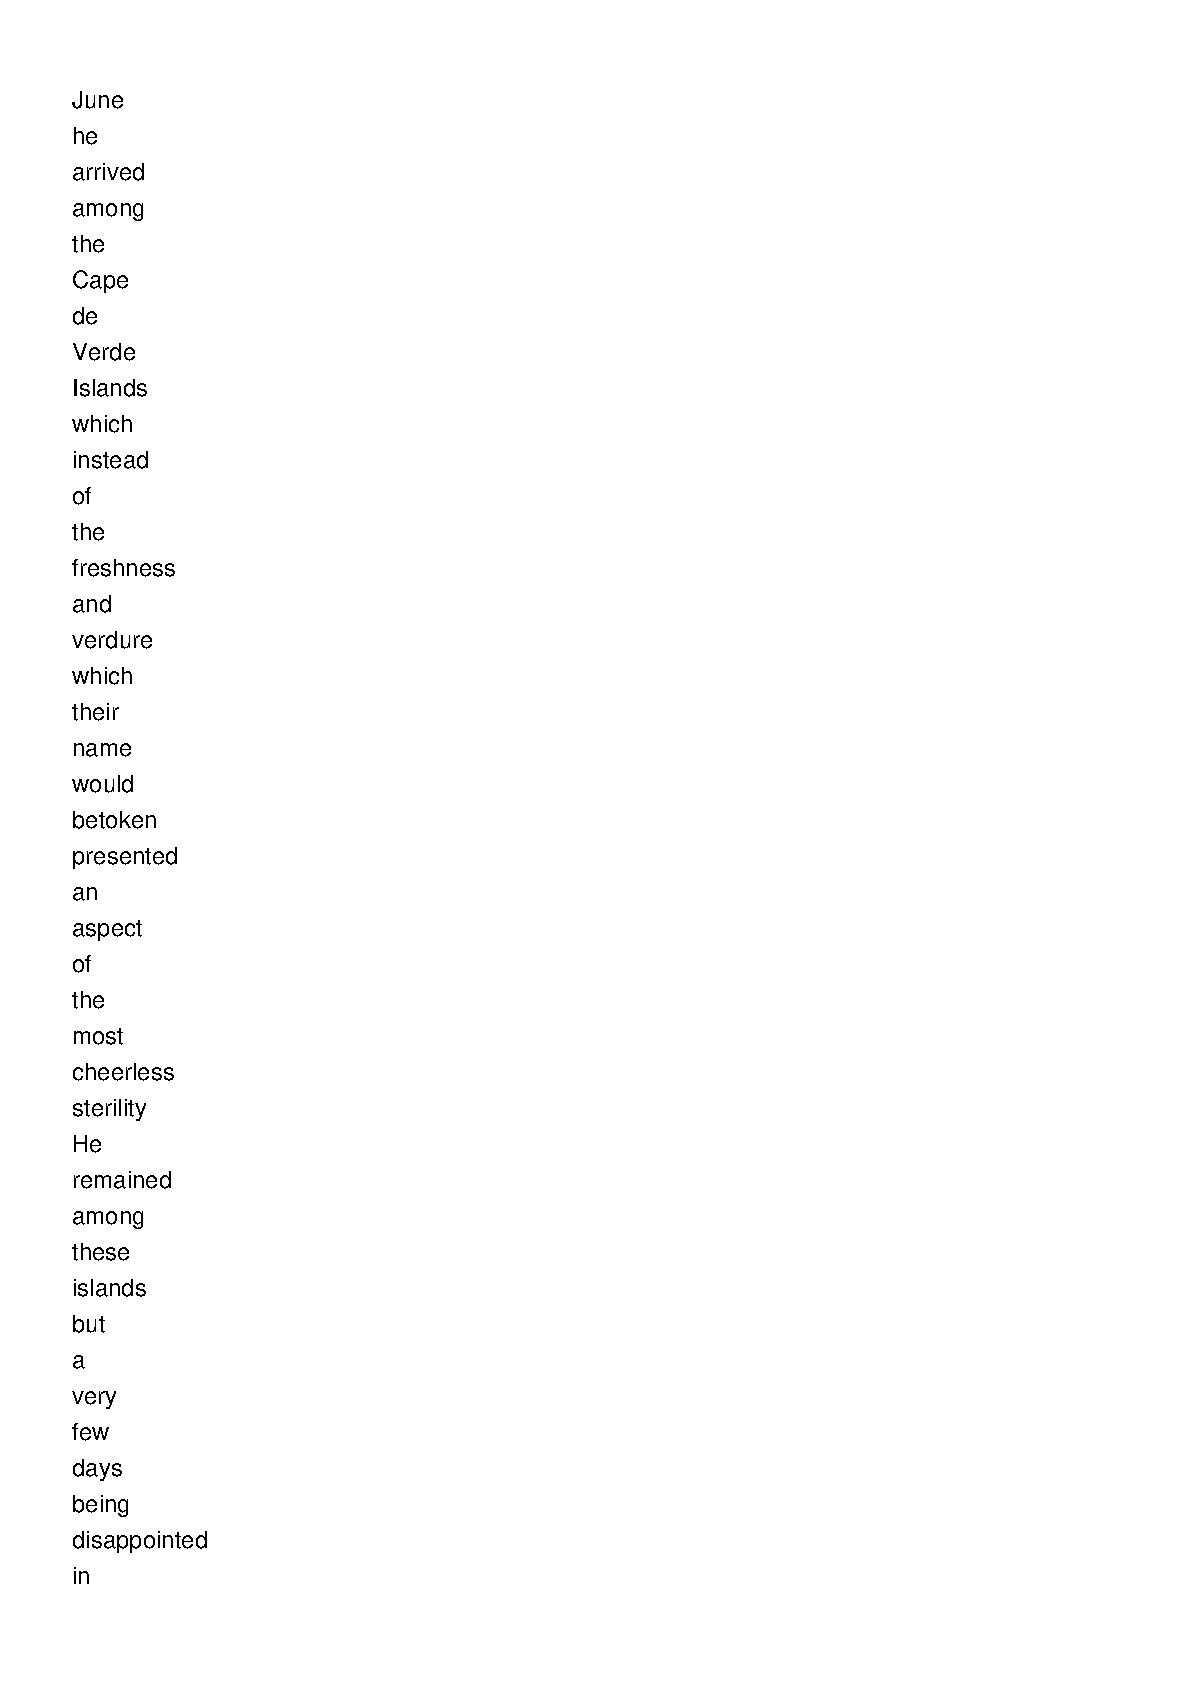 June
he
arrived
among
the
Cape
de
Verde
Islands
which
instead
of
the
freshness
and
verdure
which
their
name
would
betoken
presented
an
aspect
of
the
most
cheerless
sterility
He
remained
among
these
islands
but
a
very
few
days
being
disappointed
in